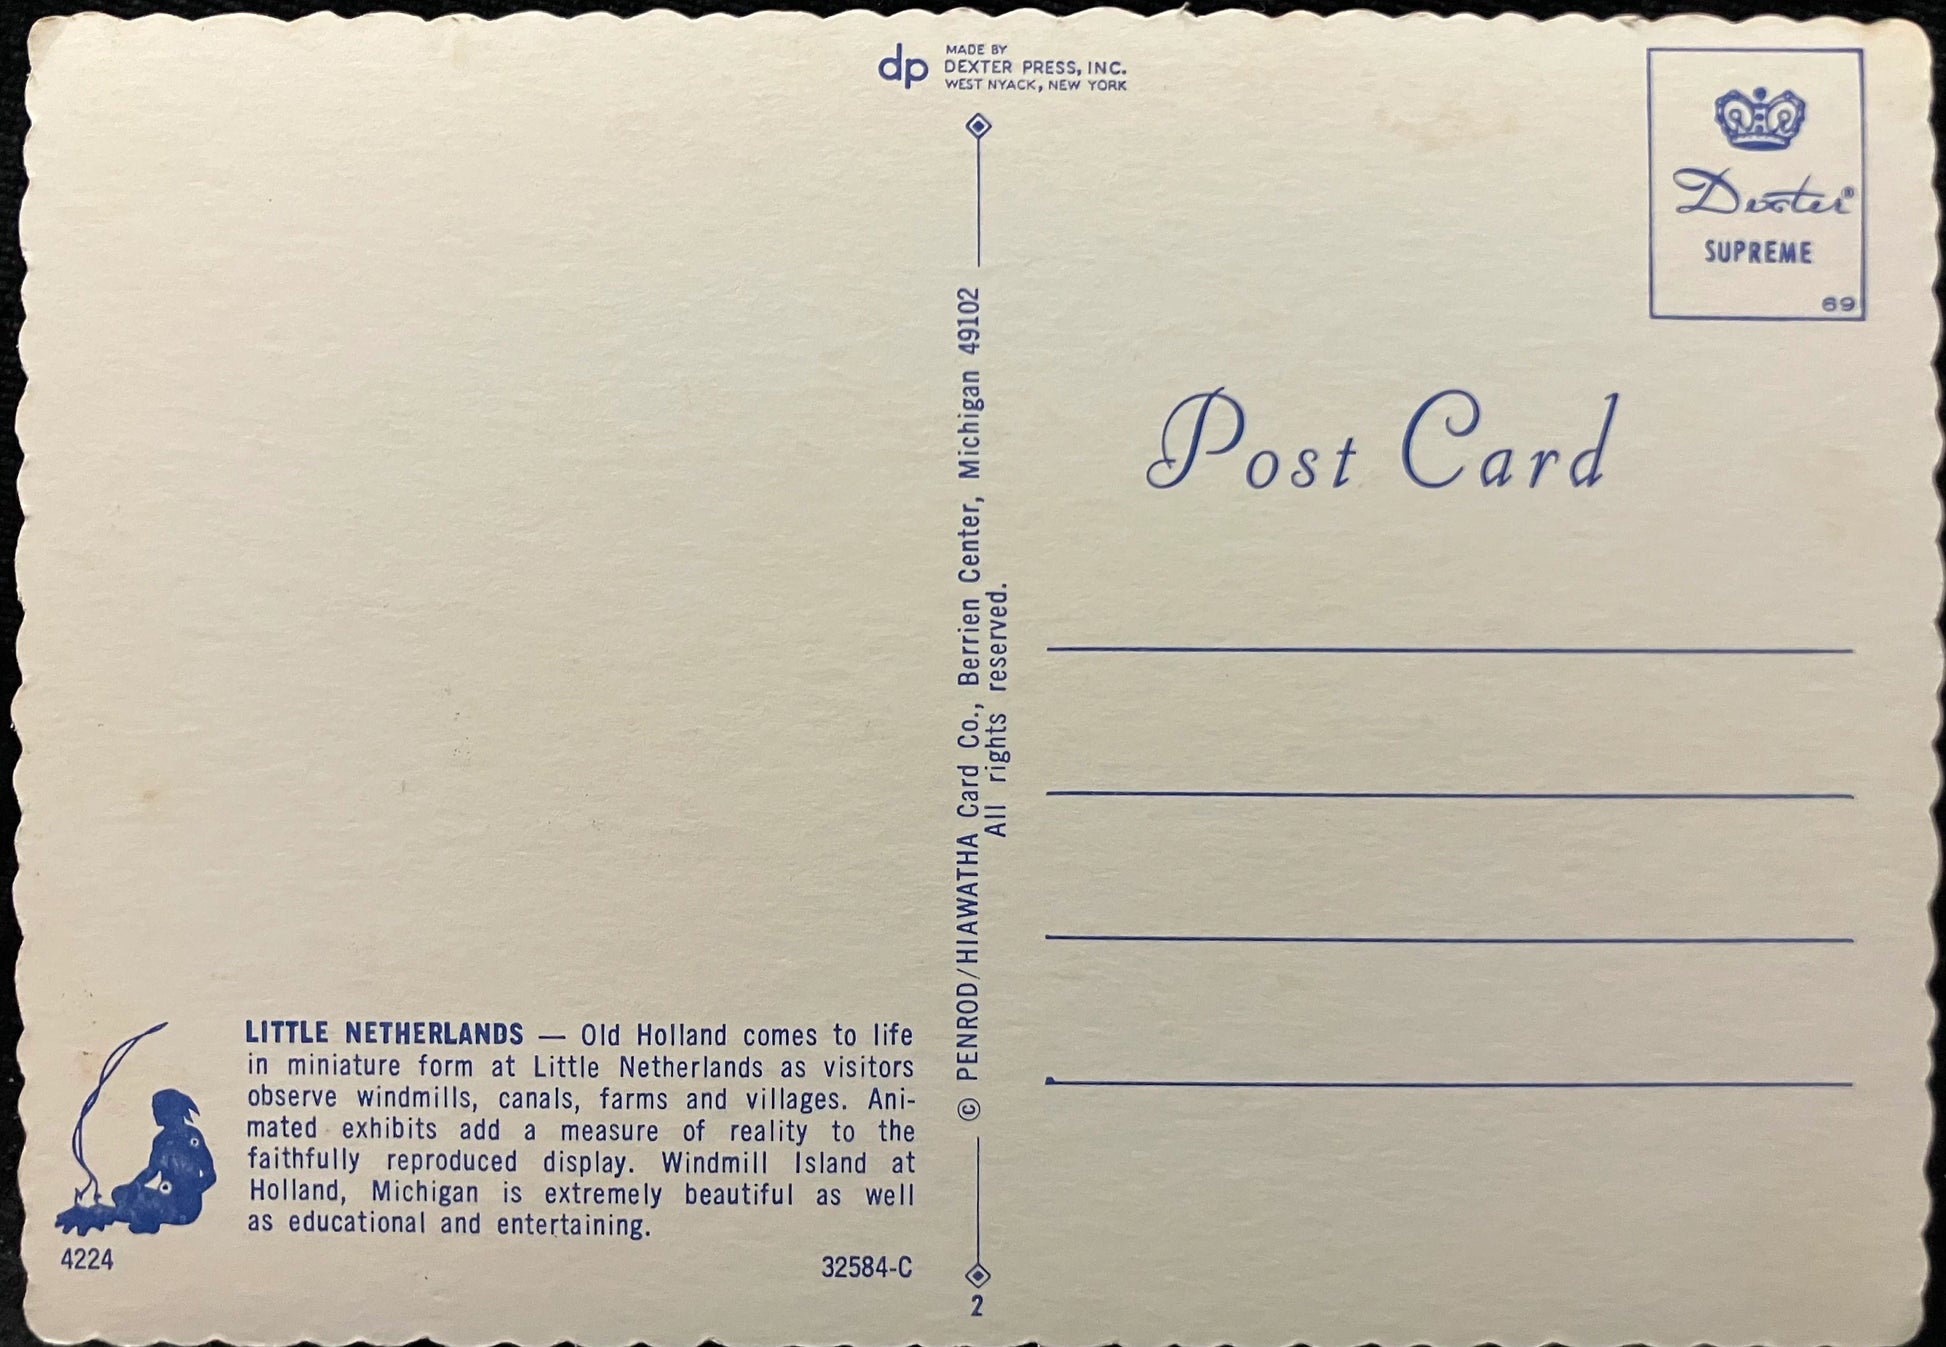 dp
MADE BY
DEXTER PRESS, INC.
WEST NYACK, NEW YORK
Dexter®
SUPREME
69
Post Card
© PENROD/HIAWATHA Card Co., Berrien Center, Michigan 49102
All rights reserved.
LITTLE NETHERLANDS — Old Holland comes to life
in miniature form at Little Netherlands as visitors
observe windmills, canals, farms and villages. Ani-
mated exhibits add a measure of reality to the
faithfully reproduced display. Windmill Island at
Holland, Michigan is extremely beautiful as well
as educational and entertaining.
4224
32584-C
2